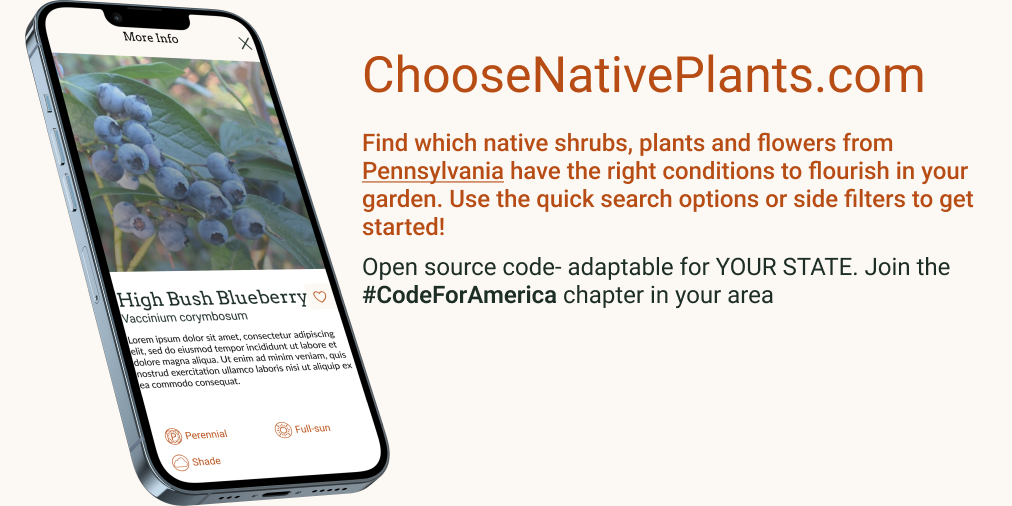 More Info
ChooseNativePlants.com
Find which native shrubs, plants and flowers from
Pennsylvania have the right conditions to flourish in your
garden. Use the quick search options or side filters to get
started!
Open source code- adaptable for YOUR STATE. Join the
#CodeForAmerica chapter in your area
High Bush Blueberry
Vaccinium corymbosum
Lorem ipsum dolor sit amet, consectetur adipiscing
elit, sed do eiusmod tempor incididunt ut labore et
dolore magna aliqua. Ut enim ad minim veniam, quis
nostrud exercitation ullamco laboris nisi ut aliquip ex
ea commodo consequat.
Perennial
Full-sun
Shade